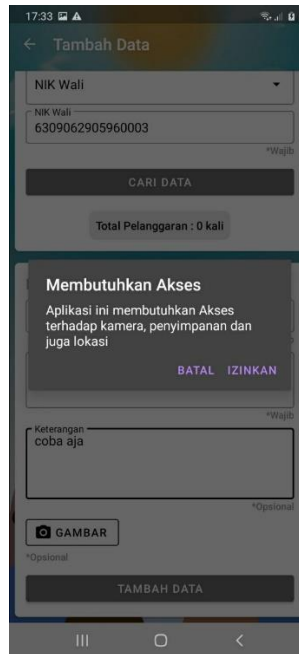 17:33
Tambah Data
NIK Wali
NIK Wali
6309062905960003
*Wajib
CARI DATA
Total Pelanggaran : 0 kali
Membutuhkan Akses
Aplikasi ini membutuhkan Akses
terhadap kamera, penyimpanan dan
juga lokasi
BATAL IZINKAN
*Wajib
Keterangan
coba aja
*Opsional
GAMBAR
*Opsional
TAMBAH DATA